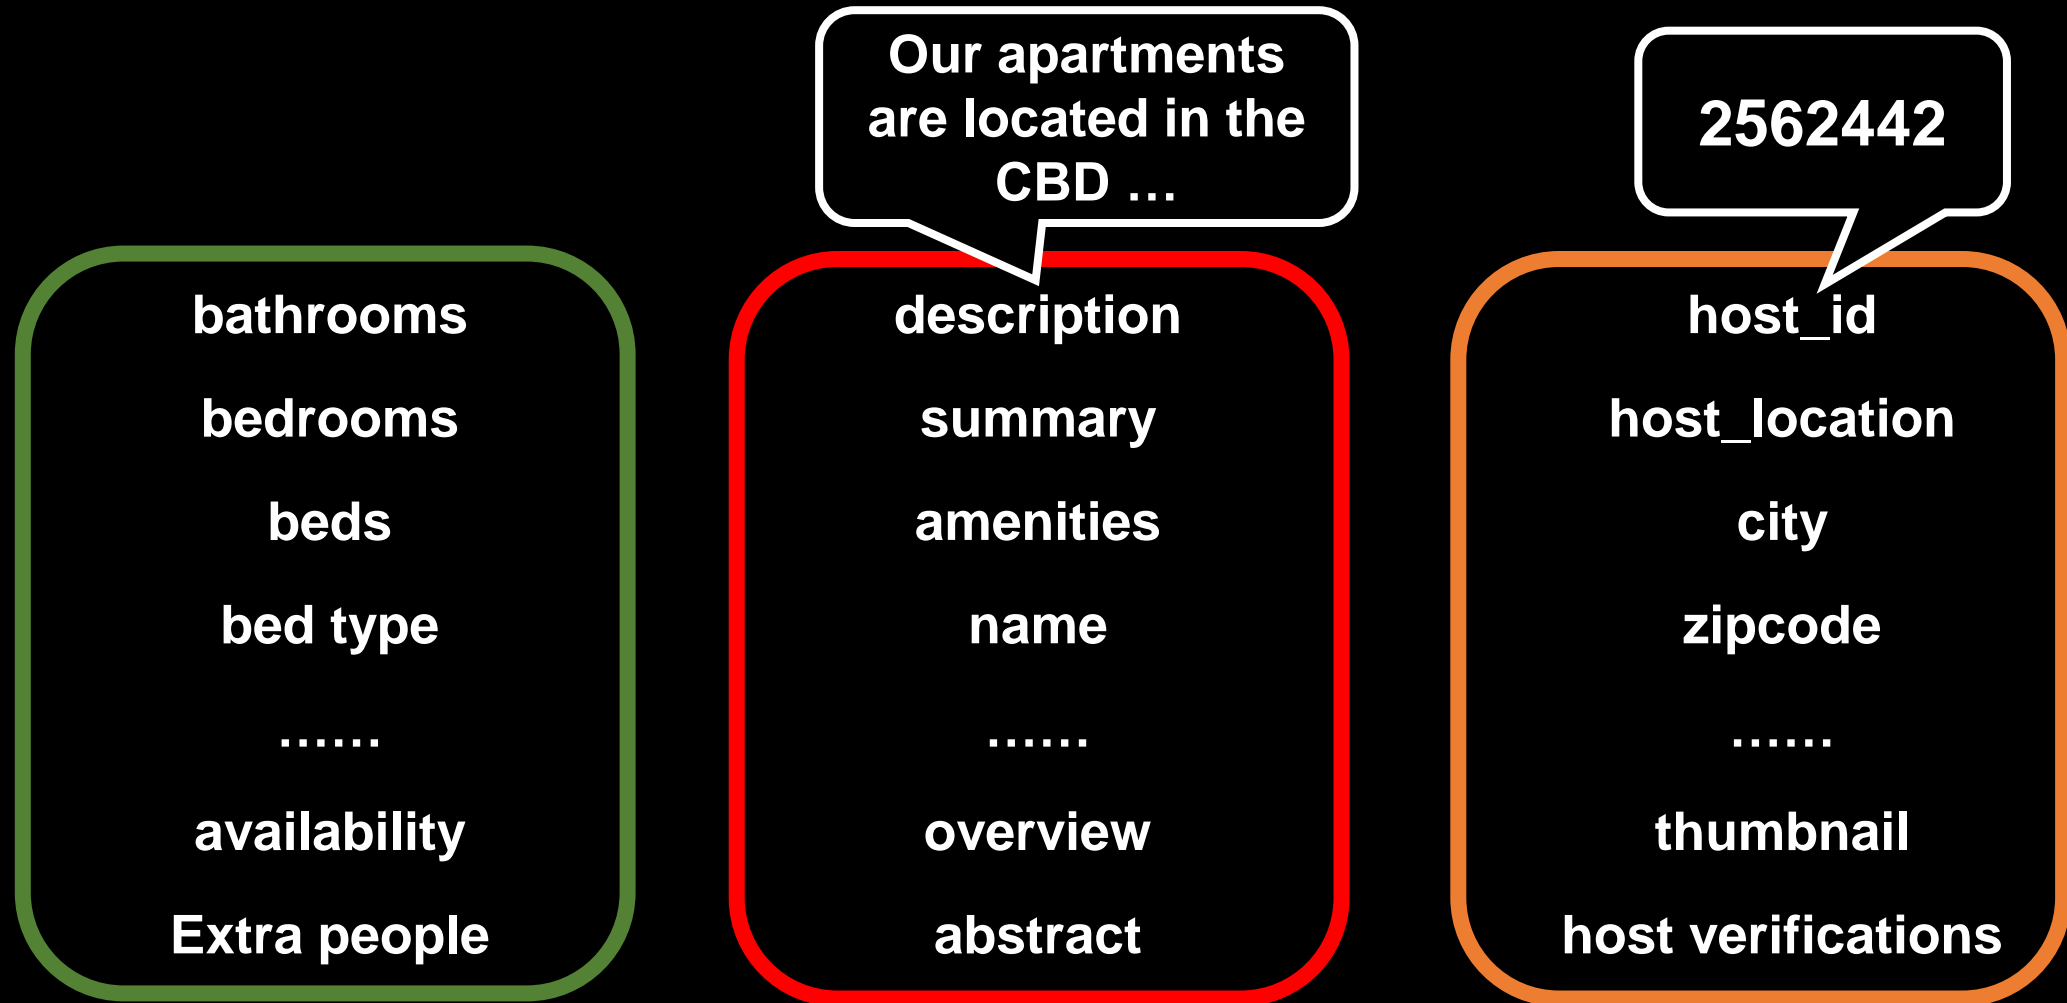 Our apartments
are located in the
CBD …
2562442
bathrooms
bedrooms
beds
bed type
……
availability
Extra people
description
summary
amenities
name
……
overview
abstract
host_id
host_location
city
zipcode
……
thumbnail
host verifications